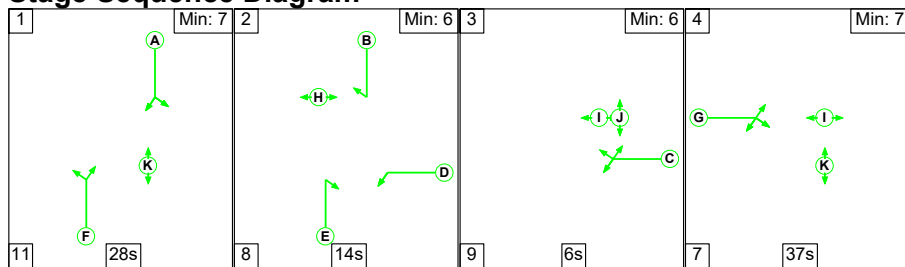 Stage Sequence Diagram
1 Min: 7
A
K
F
11 28s
2 Min: 6
B
H
D
E
8 14s
3 Min: 6
I J
C
9 6s
4 Min: 7
G I
K
7 37s